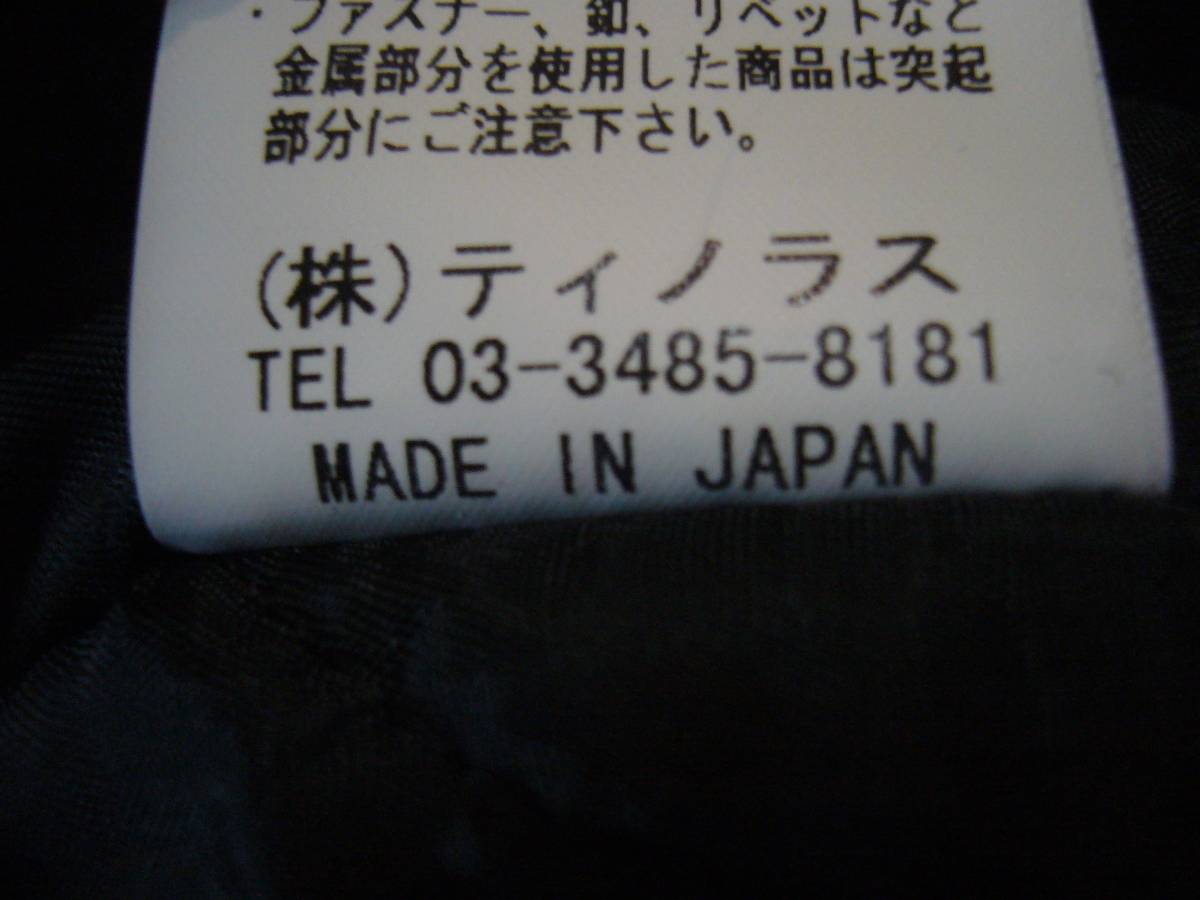 ・ファスナー、釦、リベットなど
金属部分を使用した商品は突起
部分にご注意下さい。
(株)ティノラス
TEL 03-3485-8181
MADE IN JAPAN